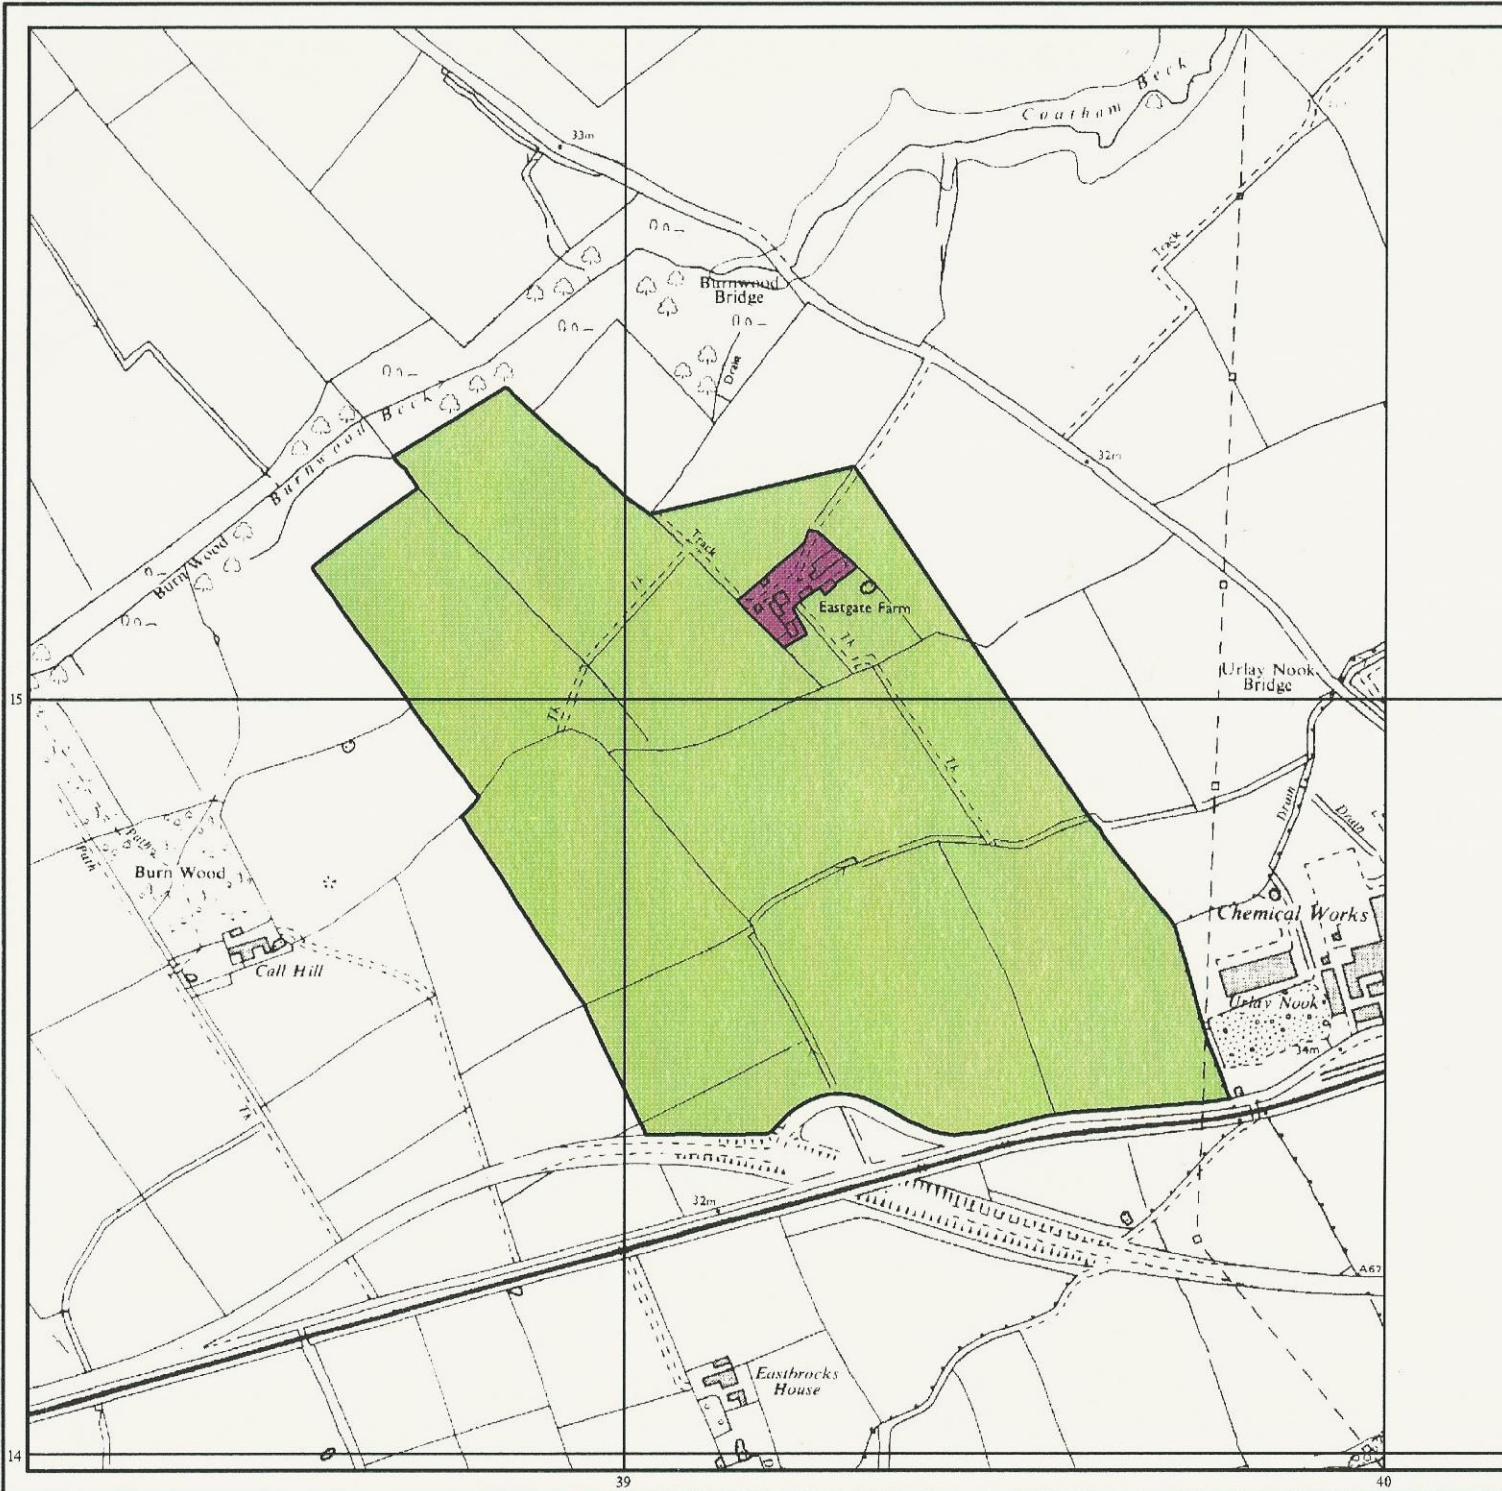 Coatham Beck
33m
Track
Burnwood
Bridge
Drain
Burnwood Beck
32m
Burn Wood
Track
Tk
Eastgate Farm
Tk
Urlay Nook
Bridge
15
Tk
Tk
Drain
Drain
Path
Path
Burn Wood
Chemical Works
Call Hill
Urlay Nook
34m
Tk
32m
A67
Eastbrocks
House
14
39
40